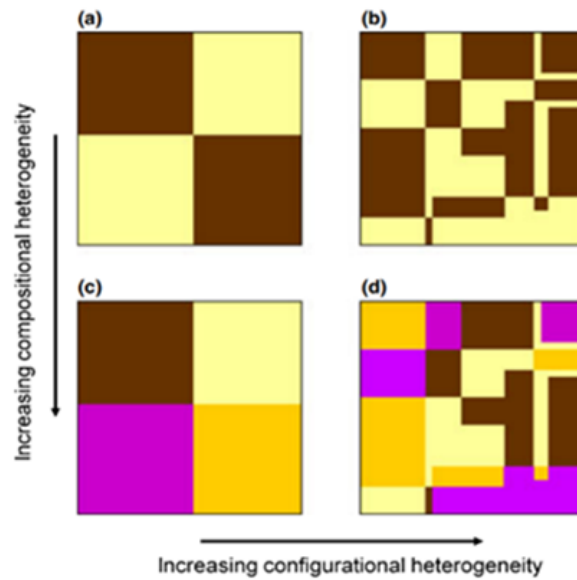 (a)
(b)
Increasing compositional heterogeneity
(c)
(d)
Increasing configurational heterogeneity